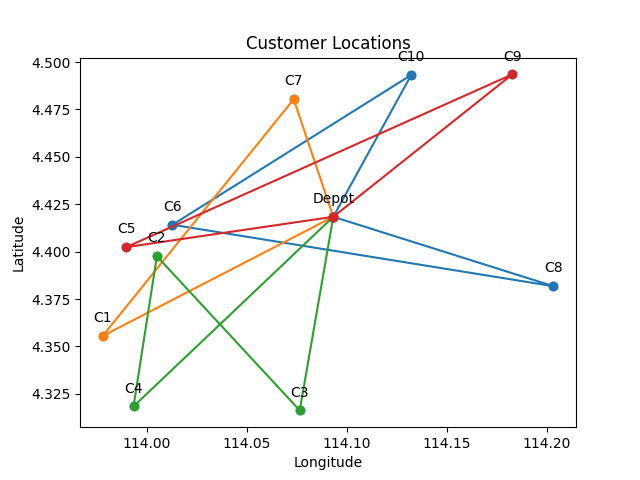 Customer Locations
C10
C9
C7
Depot
C6
C5
C2
C8
C1
C4
C3
4.500
4.475
4.450
4.425
4.400
4.375
4.350
4.325
Latitude
114.00
114.05
114.10
114.15
114.20
Longitude